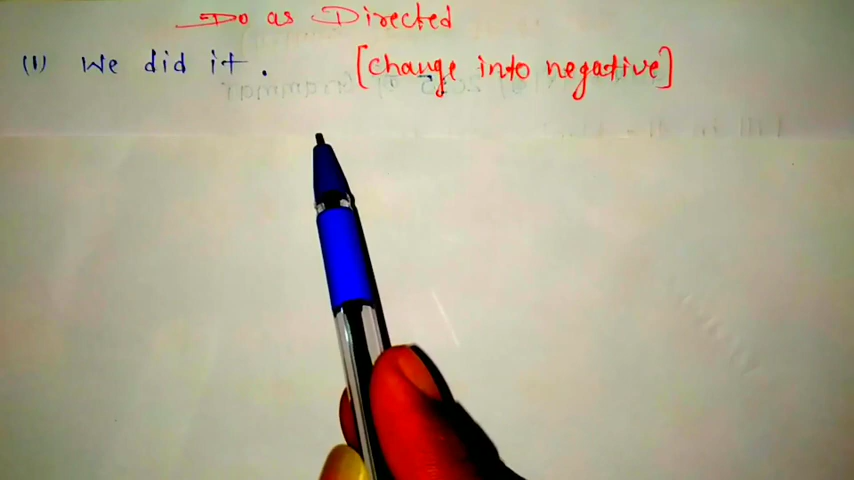 Do as Directed
(1) We did it. [change into negative]